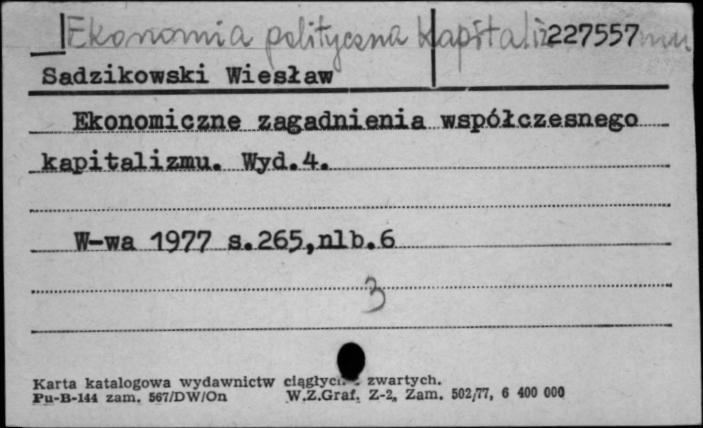 Ekonomia polityczna kapitalizmu 227557
Sadzikowski Wiesław
Ekonomiczne zagadnienia współczesnego
kapitalizmu. Wyd.4.
W-wa 1977 s.265,nlb.6
3
Karta katalogowa wydawnictw ciągłych i zwartych.
Pu-B-144 zam. 567/DW/On W.Z.Graf. Z-2, Zam. 502/77, 6 400 000